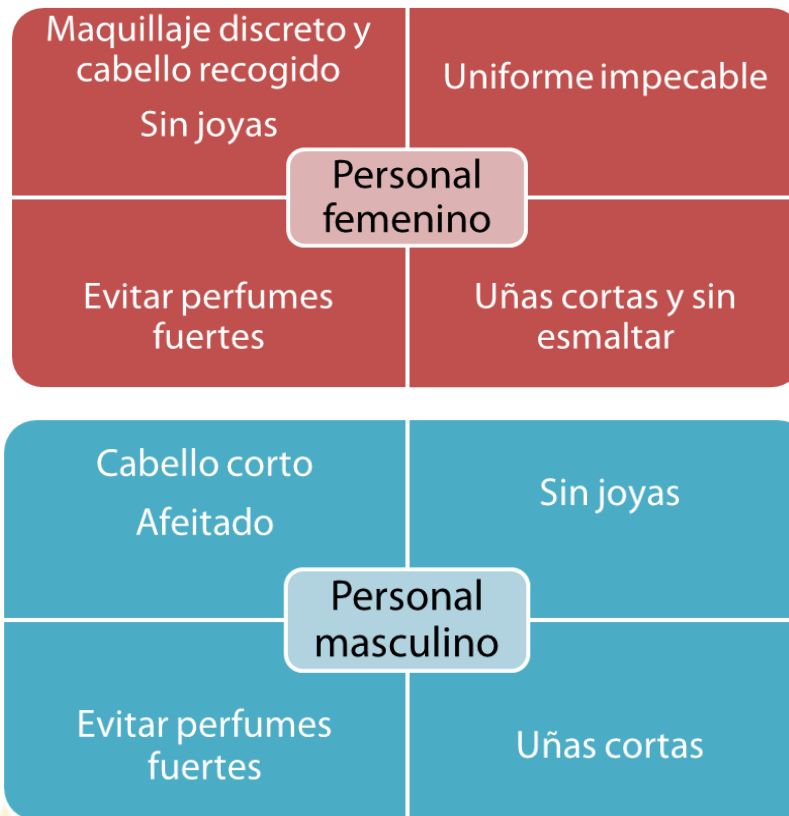 Maquillaje discreto y
cabello recogido
Sin joyas
Uniforme impecable
Personal
femenino
Evitar perfumes
fuertes
Uñas cortas y sin
esmaltar
Cabello corto
Afeitado
Sin joyas
Personal
masculino
Evitar perfumes
fuertes
Uñas cortas